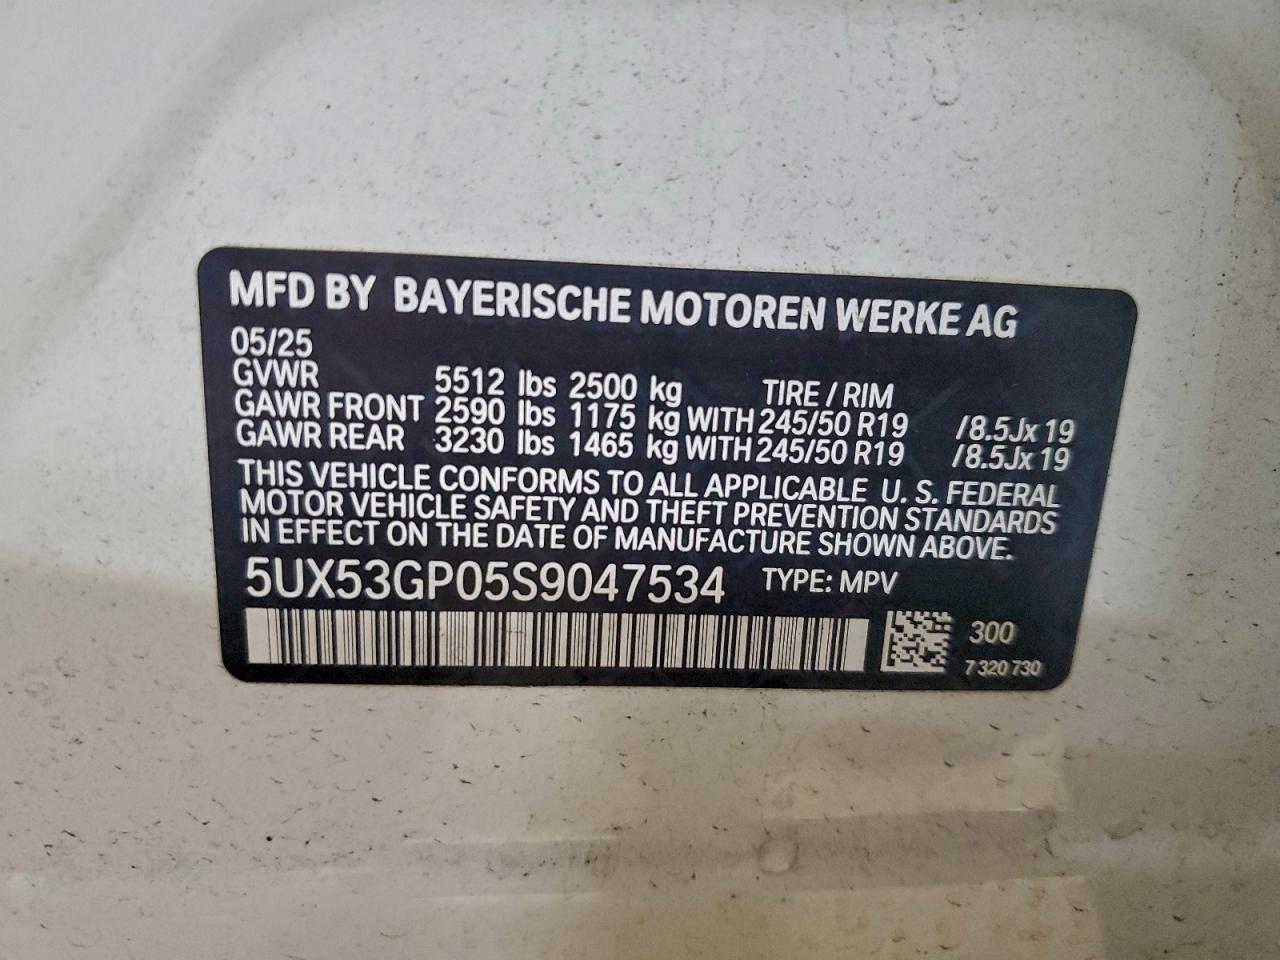 MFD BY BAYERISCHE MOTOREN WERKE AG
05/25
GVWR 5512 lbs 2500 kg TIRE / RIM
GAWR FRONT 2590 lbs 1175 kg WITH 245/50 R19 /8.5Jx19
GAWR REAR 3230 lbs 1465 kg WITH 245/50 R19 /8.5Jx19
THIS VEHICLE CONFORMS TO ALL APPLICABLE U. S. FEDERAL
MOTOR VEHICLE SAFETY AND THEFT PREVENTION STANDARDS
IN EFFECT ON THE DATE OF MANUFACTURE SHOWN ABOVE.
5UX53GP05S9047534 TYPE: MPV
300
7 320 730